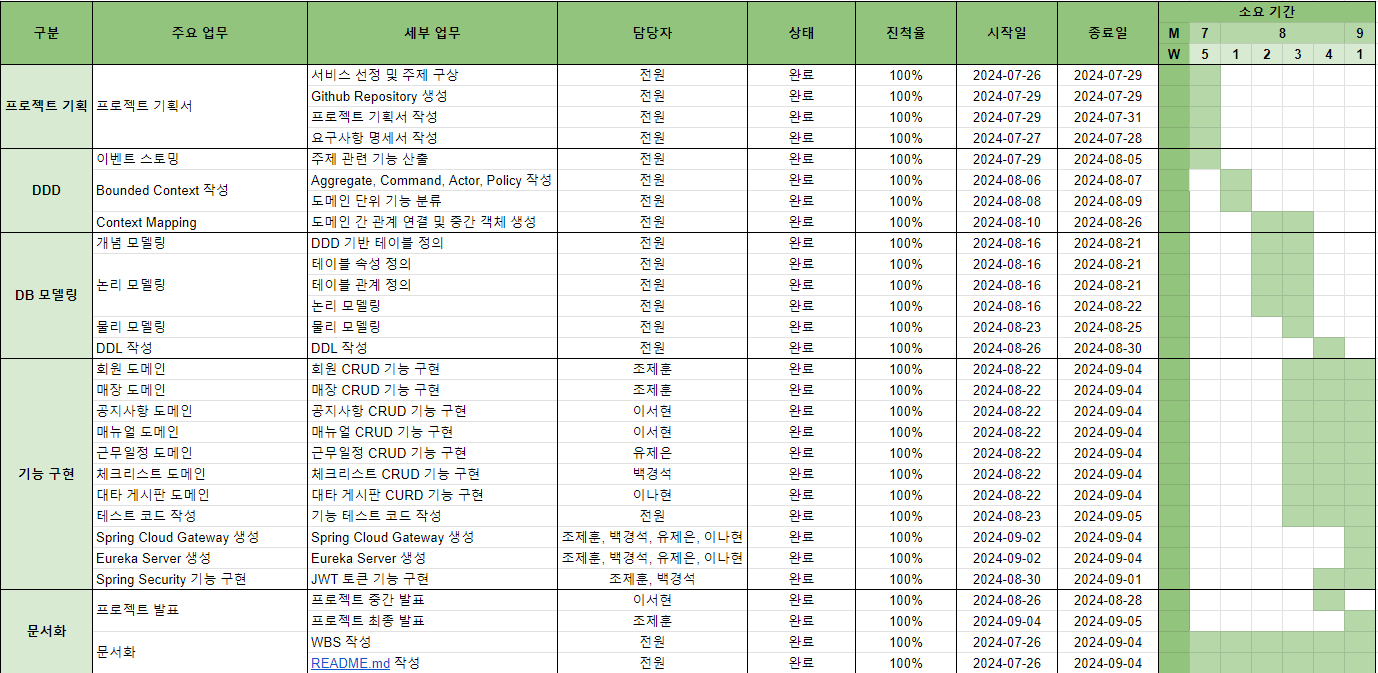 구분 주요 업무 세부 업무 담당자 상태 진척율 시작일 종료일 소요 기간
M 7 8 9
W 5 1 2 3 4 1
프로젝트 기획 프로젝트 기획서 서비스 선정 및 주제 구상 전원 완료 100% 2024-07-26 2024-07-29
Github Repository 생성 전원 완료 100% 2024-07-29 2024-07-29
프로젝트 기획서 작성 전원 완료 100% 2024-07-29 2024-07-31
요구사항 명세서 작성 전원 완료 100% 2024-07-27 2024-07-28
DDD 이벤트 스토밍 주제 관련 기능 산출 전원 완료 100% 2024-07-29 2024-08-05
Bounded Context 작성 Aggregate, Command, Actor, Policy 작성 전원 완료 100% 2024-08-06 2024-08-07
도메인 단위 기능 분류 전원 완료 100% 2024-08-08 2024-08-09
Context Mapping 도메인 간 관계 연결 및 중간 객체 생성 전원 완료 100% 2024-08-10 2024-08-26
DB 모델링 개념 모델링 DDD 기반 테이블 정의 전원 완료 100% 2024-08-16 2024-08-21
논리 모델링 테이블 속성 정의 전원 완료 100% 2024-08-16 2024-08-21
테이블 관계 정의 전원 완료 100% 2024-08-16 2024-08-21
논리 모델링 전원 완료 100% 2024-08-16 2024-08-22
물리 모델링 물리 모델링 전원 완료 100% 2024-08-23 2024-08-25
DDL 작성 DDL 작성 전원 완료 100% 2024-08-26 2024-08-30
기능 구현 회원 도메인 회원 CRUD 기능 구현 조제훈 완료 100% 2024-08-22 2024-09-04
매장 도메인 매장 CRUD 기능 구현 조제훈 완료 100% 2024-08-22 2024-09-04
공지사항 도메인 공지사항 CRUD 기능 구현 이서현 완료 100% 2024-08-22 2024-09-04
매뉴얼 도메인 매뉴얼 CRUD 기능 구현 이서현 완료 100% 2024-08-22 2024-09-04
근무일정 도메인 근무일정 CRUD 기능 구현 유제은 완료 100% 2024-08-22 2024-09-04
체크리스트 도메인 체크리스트 CRUD 기능 구현 백경석 완료 100% 2024-08-22 2024-09-04
대타 게시판 도메인 대타 게시판 CURD 기능 구현 이나현 완료 100% 2024-08-22 2024-09-04
테스트 코드 작성 기능 테스트 코드 작성 전원 완료 100% 2024-08-23 2024-09-05
Spring Cloud Gateway 생성 Spring Cloud Gateway 생성 조제훈, 백경석, 유제은, 이나현 완료 100% 2024-09-02 2024-09-04
Eureka Server 생성 Eureka Server 생성 조제훈, 백경석, 유제은, 이나현 완료 100% 2024-09-02 2024-09-04
Spring Security 기능 구현 JWT 토큰 기능 구현 조제훈, 백경석 완료 100% 2024-08-30 2024-09-01
문서화 프로젝트 발표 프로젝트 중간 발표 이서현 완료 100% 2024-08-26 2024-08-28
프로젝트 최종 발표 조제훈 완료 100% 2024-09-04 2024-09-05
문서화 WBS 작성 전원 완료 100% 2024-07-26 2024-09-04
README.md 작성 전원 완료 100% 2024-07-26 2024-09-04